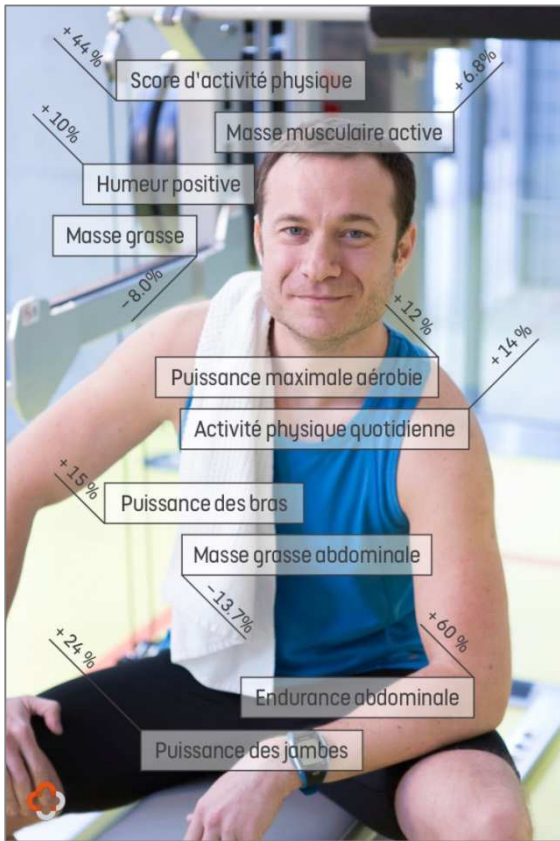 +44 %
Score d'activité physique
+6.8%
Masse musculaire active
+10%
Humeur positive
Masse grasse
-8.0%
+12 %
Puissance maximale aérobie
+14 %
Activité physique quotidienne
+15 %
Puissance des bras
Masse grasse abdominale
-13.7%
+60 %
Endurance abdominale
+24 %
Puissance des jambes